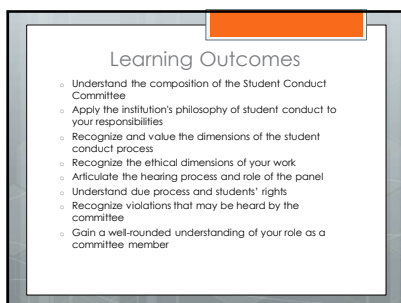 Learning Outcomes
○ Understand the composition of the Student Conduct
Committee
○ Apply the institution's philosophy of student conduct to
your responsibilities
○ Recognize and value the dimensions of the student
conduct process
○ Recognize the ethical dimensions of your work
○ Articulate the hearing process and role of the panel
○ Understand due process and students' rights
○ Recognize violations that may be heard by the
committee
○ Gain a well-rounded understanding of your role as a
committee member